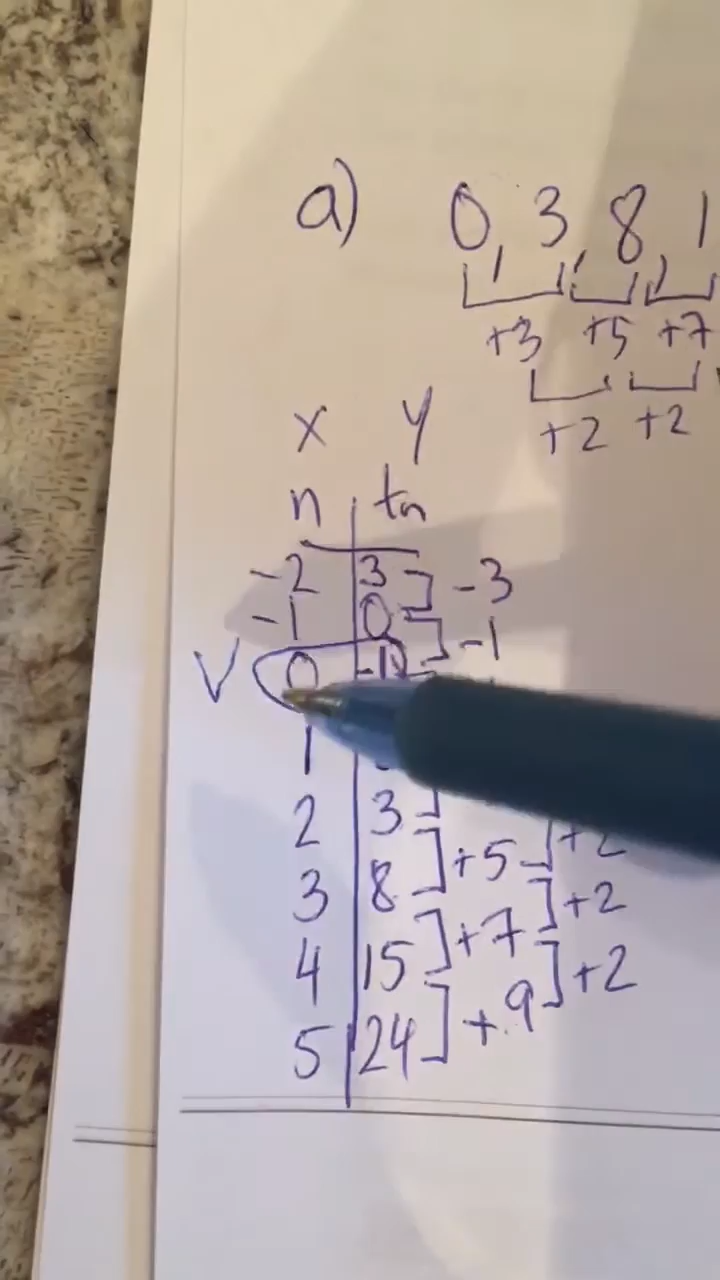 a) 0, 3, 8, 1
+3 +5 +7
+2 +2
x y
n tn
-2 3 -3
-1 0 -1
V 0 -1
1
2 3
+2
3 8 +5
+2
4 15 +7
+2
5 24 +9